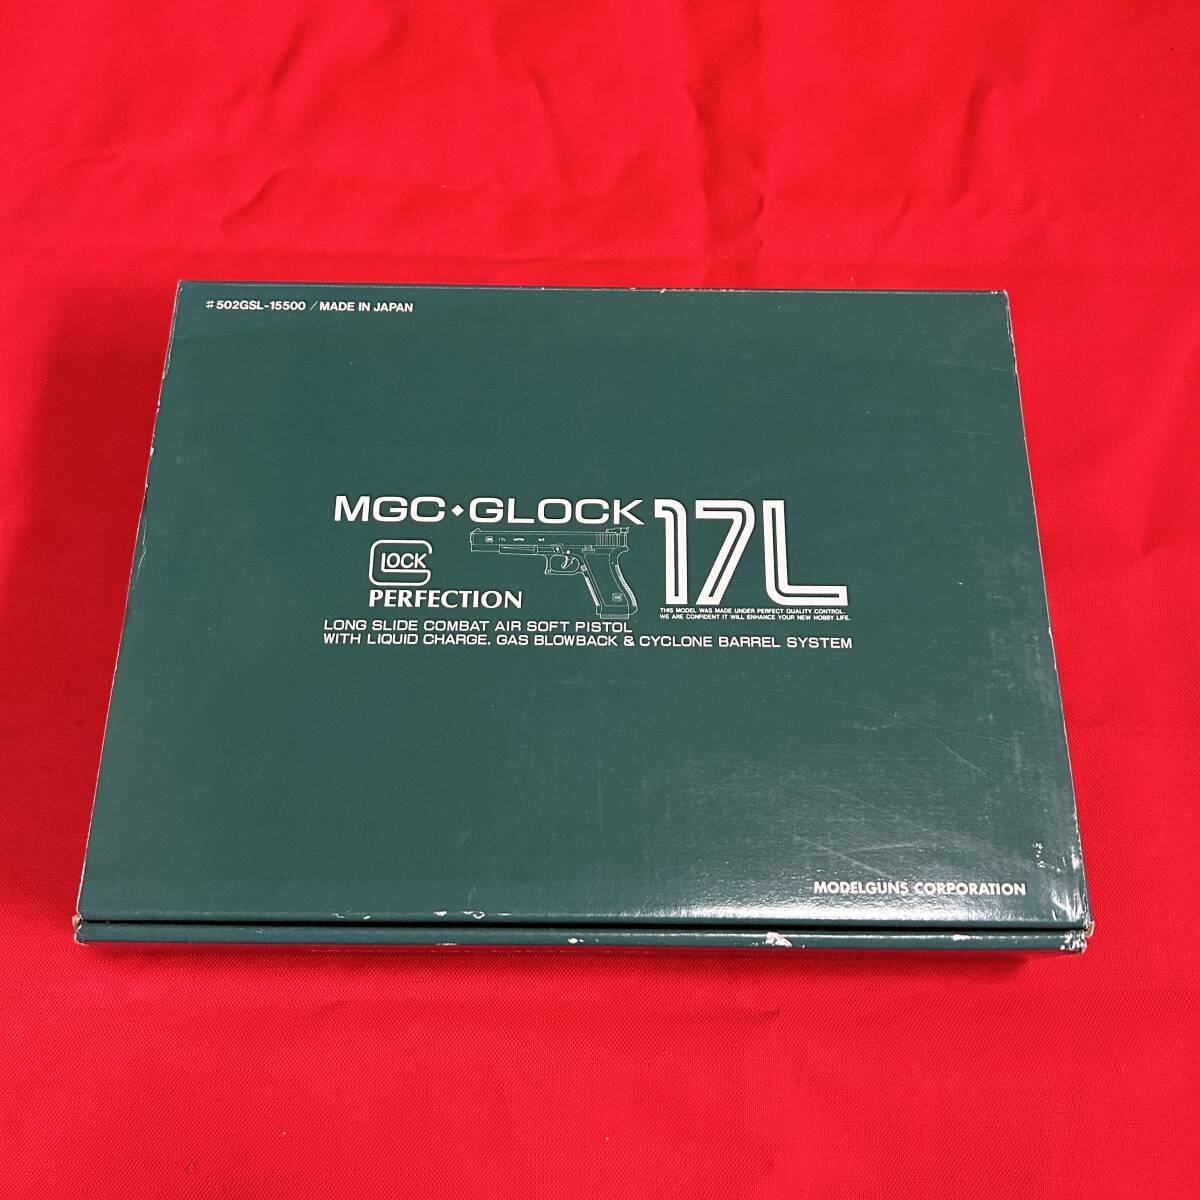 #502GSL-15500 / MADE IN JAPAN
MGC◆GLOCK 17L
GLOCK
PERFECTION
THIS MODEL WAS MADE UNDER PERFECT QUALITY CONTROL.
WE ARE CONFIDENT IT WILL ENHANCE YOUR NEW HOBBY LIFE.
LONG SLIDE COMBAT AIR SOFT PISTOL
WITH LIQUID CHARGE, GAS BLOWBACK & CYCLONE BARREL SYSTEM
MODELGUNS CORPORATION